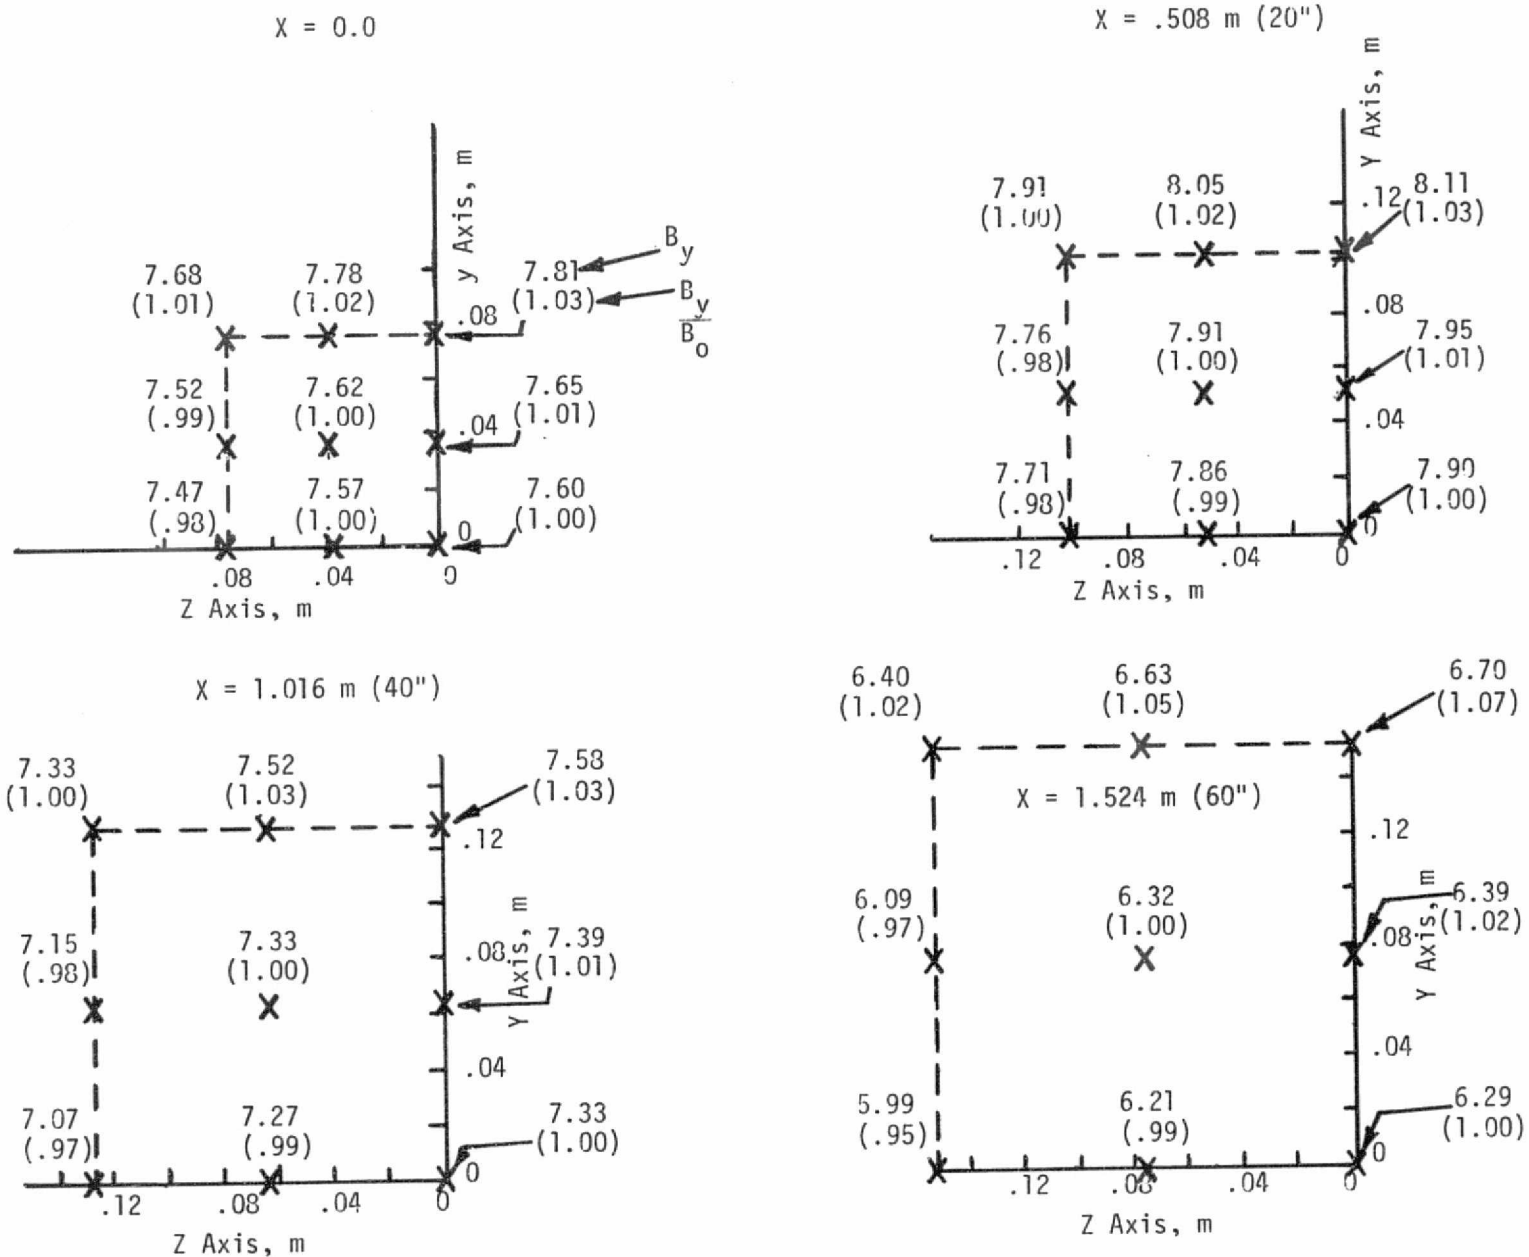 X = 0.0
y Axis, m
7.68 7.78 7.81
(1.01) (1.02) (1.03)
B y
B y
B o
.08
7.52 7.62 7.65
(.99) (1.00) (1.01)
.04
7.47 7.57 7.60
(.98) (1.00) (1.00)
0
.08 .04 0
Z Axis, m
X = .508 m (20")
Y Axis, m
7.91 8.05 .12 8.11
(1.00) (1.02) (1.03)
.08
7.76 7.91 7.95
(.98) (1.00) (1.01)
.04
7.71 7.86 7.90
(.98) (.99) (1.00)
0
.12 .08 .04 0
Z Axis, m
X = 1.016 m (40")
7.33 7.52 7.58
(1.00) (1.03) (1.03)
.12
Y Axis, m
7.15 7.33 .08 7.39
(.98) (1.00) (1.01)
.04
7.07 7.27 7.33
(.97) (.99) (1.00)
0
.12 .08 .04 0
Z Axis, m
6.40 6.63 6.70
(1.02) (1.05) (1.07)
X = 1.524 m (60")
.12
Y Axis, m
6.09 6.32 6.39
(.97) (1.00) (1.02)
.08
.04
5.99 6.21 6.29
(.95) (.99) (1.00)
0
.12 .08 .04 0
Z Axis, m